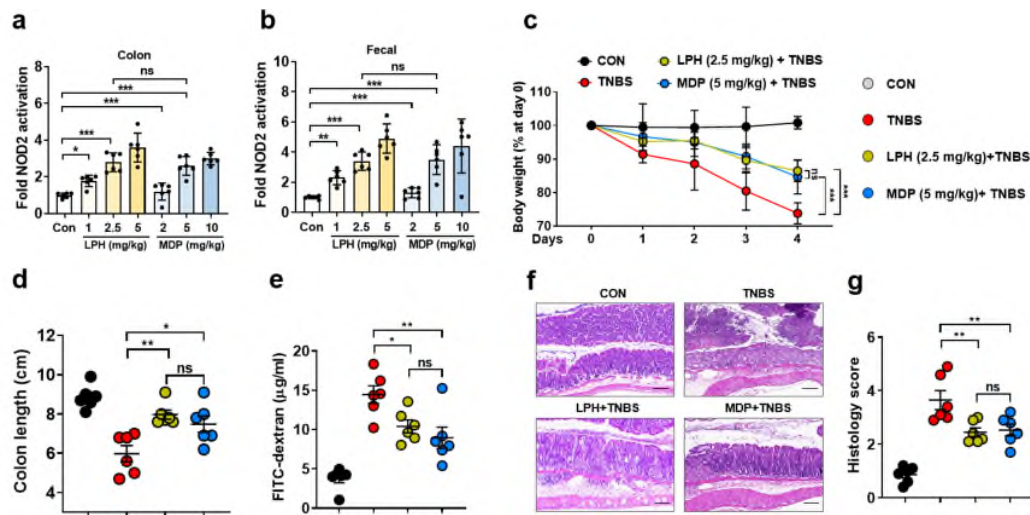 a
Colon
Fold NOD2 activation
8
6
4
2
0
ns
***
***
***
*
Con 1 2.5 5 2 5 10
LPH (mg/kg) MDP (mg/kg)
b
Fecal
Fold NOD2 activation
10
8
6
4
2
0
ns
***
***
***
**
Con 1 2.5 5 2 5 10
LPH (mg/kg) MDP (mg/kg)
c
CON
TNBS
LPH (2.5 mg/kg) + TNBS
MDP (5 mg/kg) + TNBS
Body weight (% at day 0)
110
100
90
80
70
ns
***
***
Days 0 1 2 3 4
CON
TNBS
LPH (2.5 mg/kg)+TNBS
MDP (5 mg/kg)+ TNBS
d
Colon length (cm)
12
10
8
6
4
*
**
ns
e
FITC-dextran (μg/ml)
20
15
10
5
0
**
*
ns
f
CON TNBS
LPH+TNBS MDP+TNBS
g
Histology score
6
4
2
0
**
**
ns